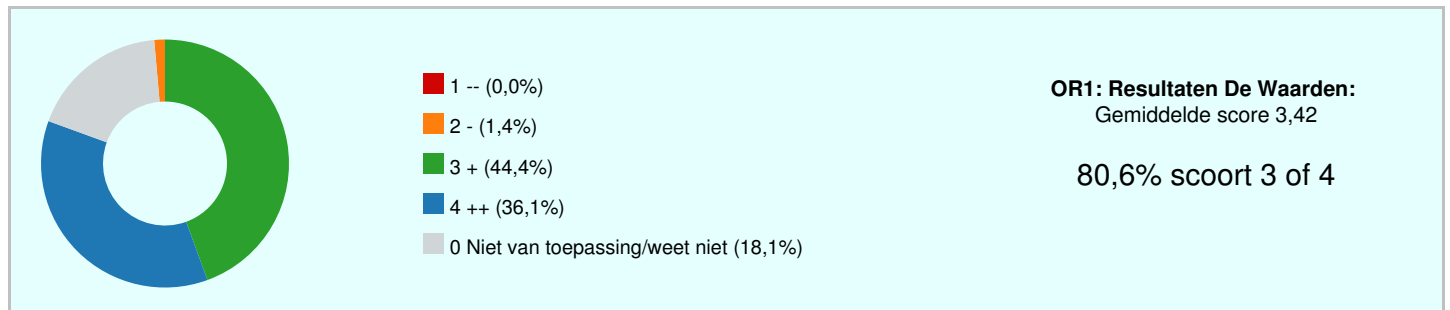 1 -- (0,0%)
2 - (1,4%)
3 + (44,4%)
4 ++ (36,1%)
0 Niet van toepassing/weet niet (18,1%)
OR1: Resultaten De Waarden:
Gemiddelde score 3,42
80,6% scoort 3 of 4